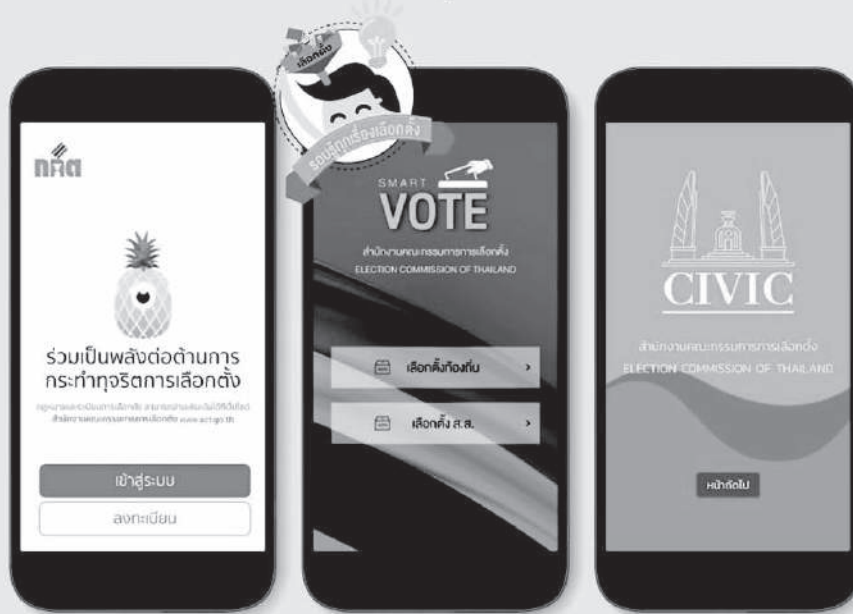 กกต
ร่วมเป็นพลังต่อต้านการ
กระทำทุจริตการเลือกตั้ง
สำนักงานคณะกรรมการการเลือกตั้ง www.ect.go.th
เข้าสู่ระบบ
ลงทะเบียน
เลือกตั้ง
รอบรู้ทุกเรื่องเลือกตั้ง
SMART
VOTE
สำนักงานคณะกรรมการการเลือกตั้ง
ELECTION COMMISSION OF THAILAND
เลือกตั้งท้องถิ่น
เลือกตั้ง ส.ส.
CIVIC
สำนักงานคณะกรรมการการเลือกตั้ง
ELECTION COMMISSION OF THAILAND
หน้าถัดไป